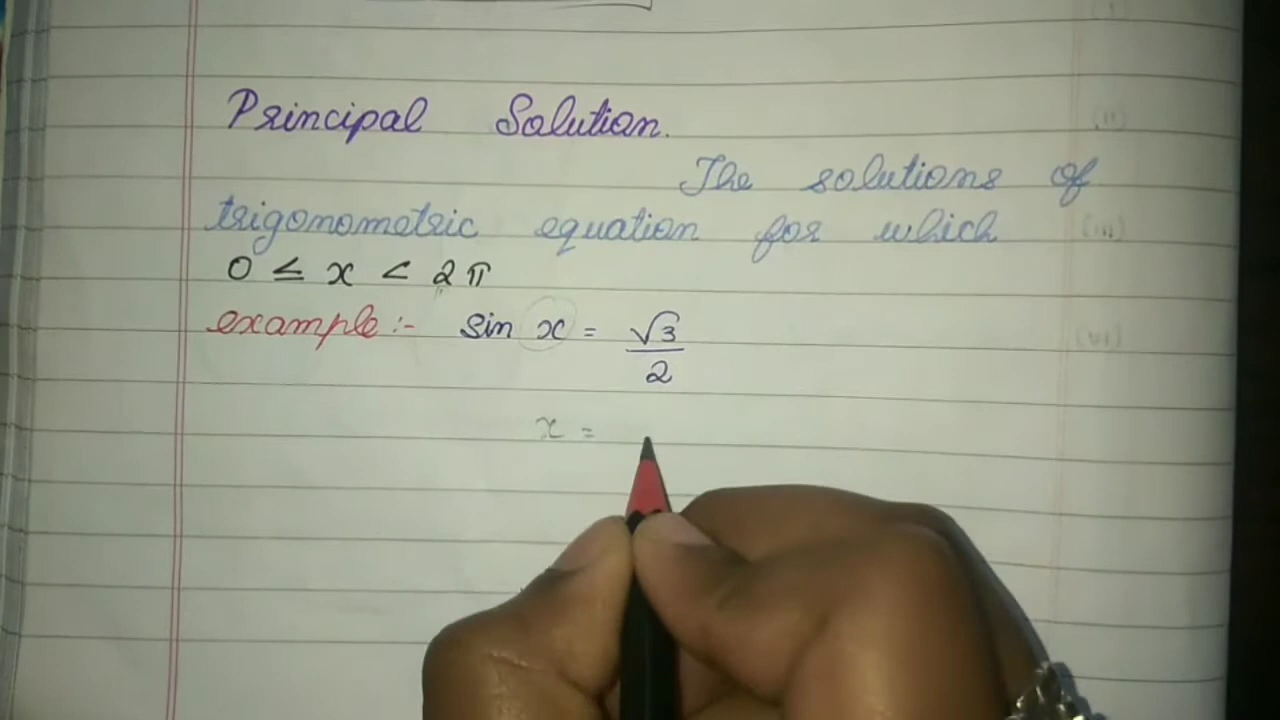 Principal Solution.
The solutions of
trigonometric equation for which
0 ≤ x < 2π
example :- sin x = √3/2
x =